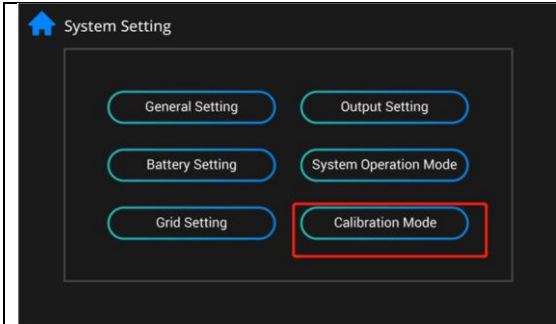 System Setting
General Setting
Output Setting
Battery Setting
System Operation Mode
Grid Setting
Calibration Mode